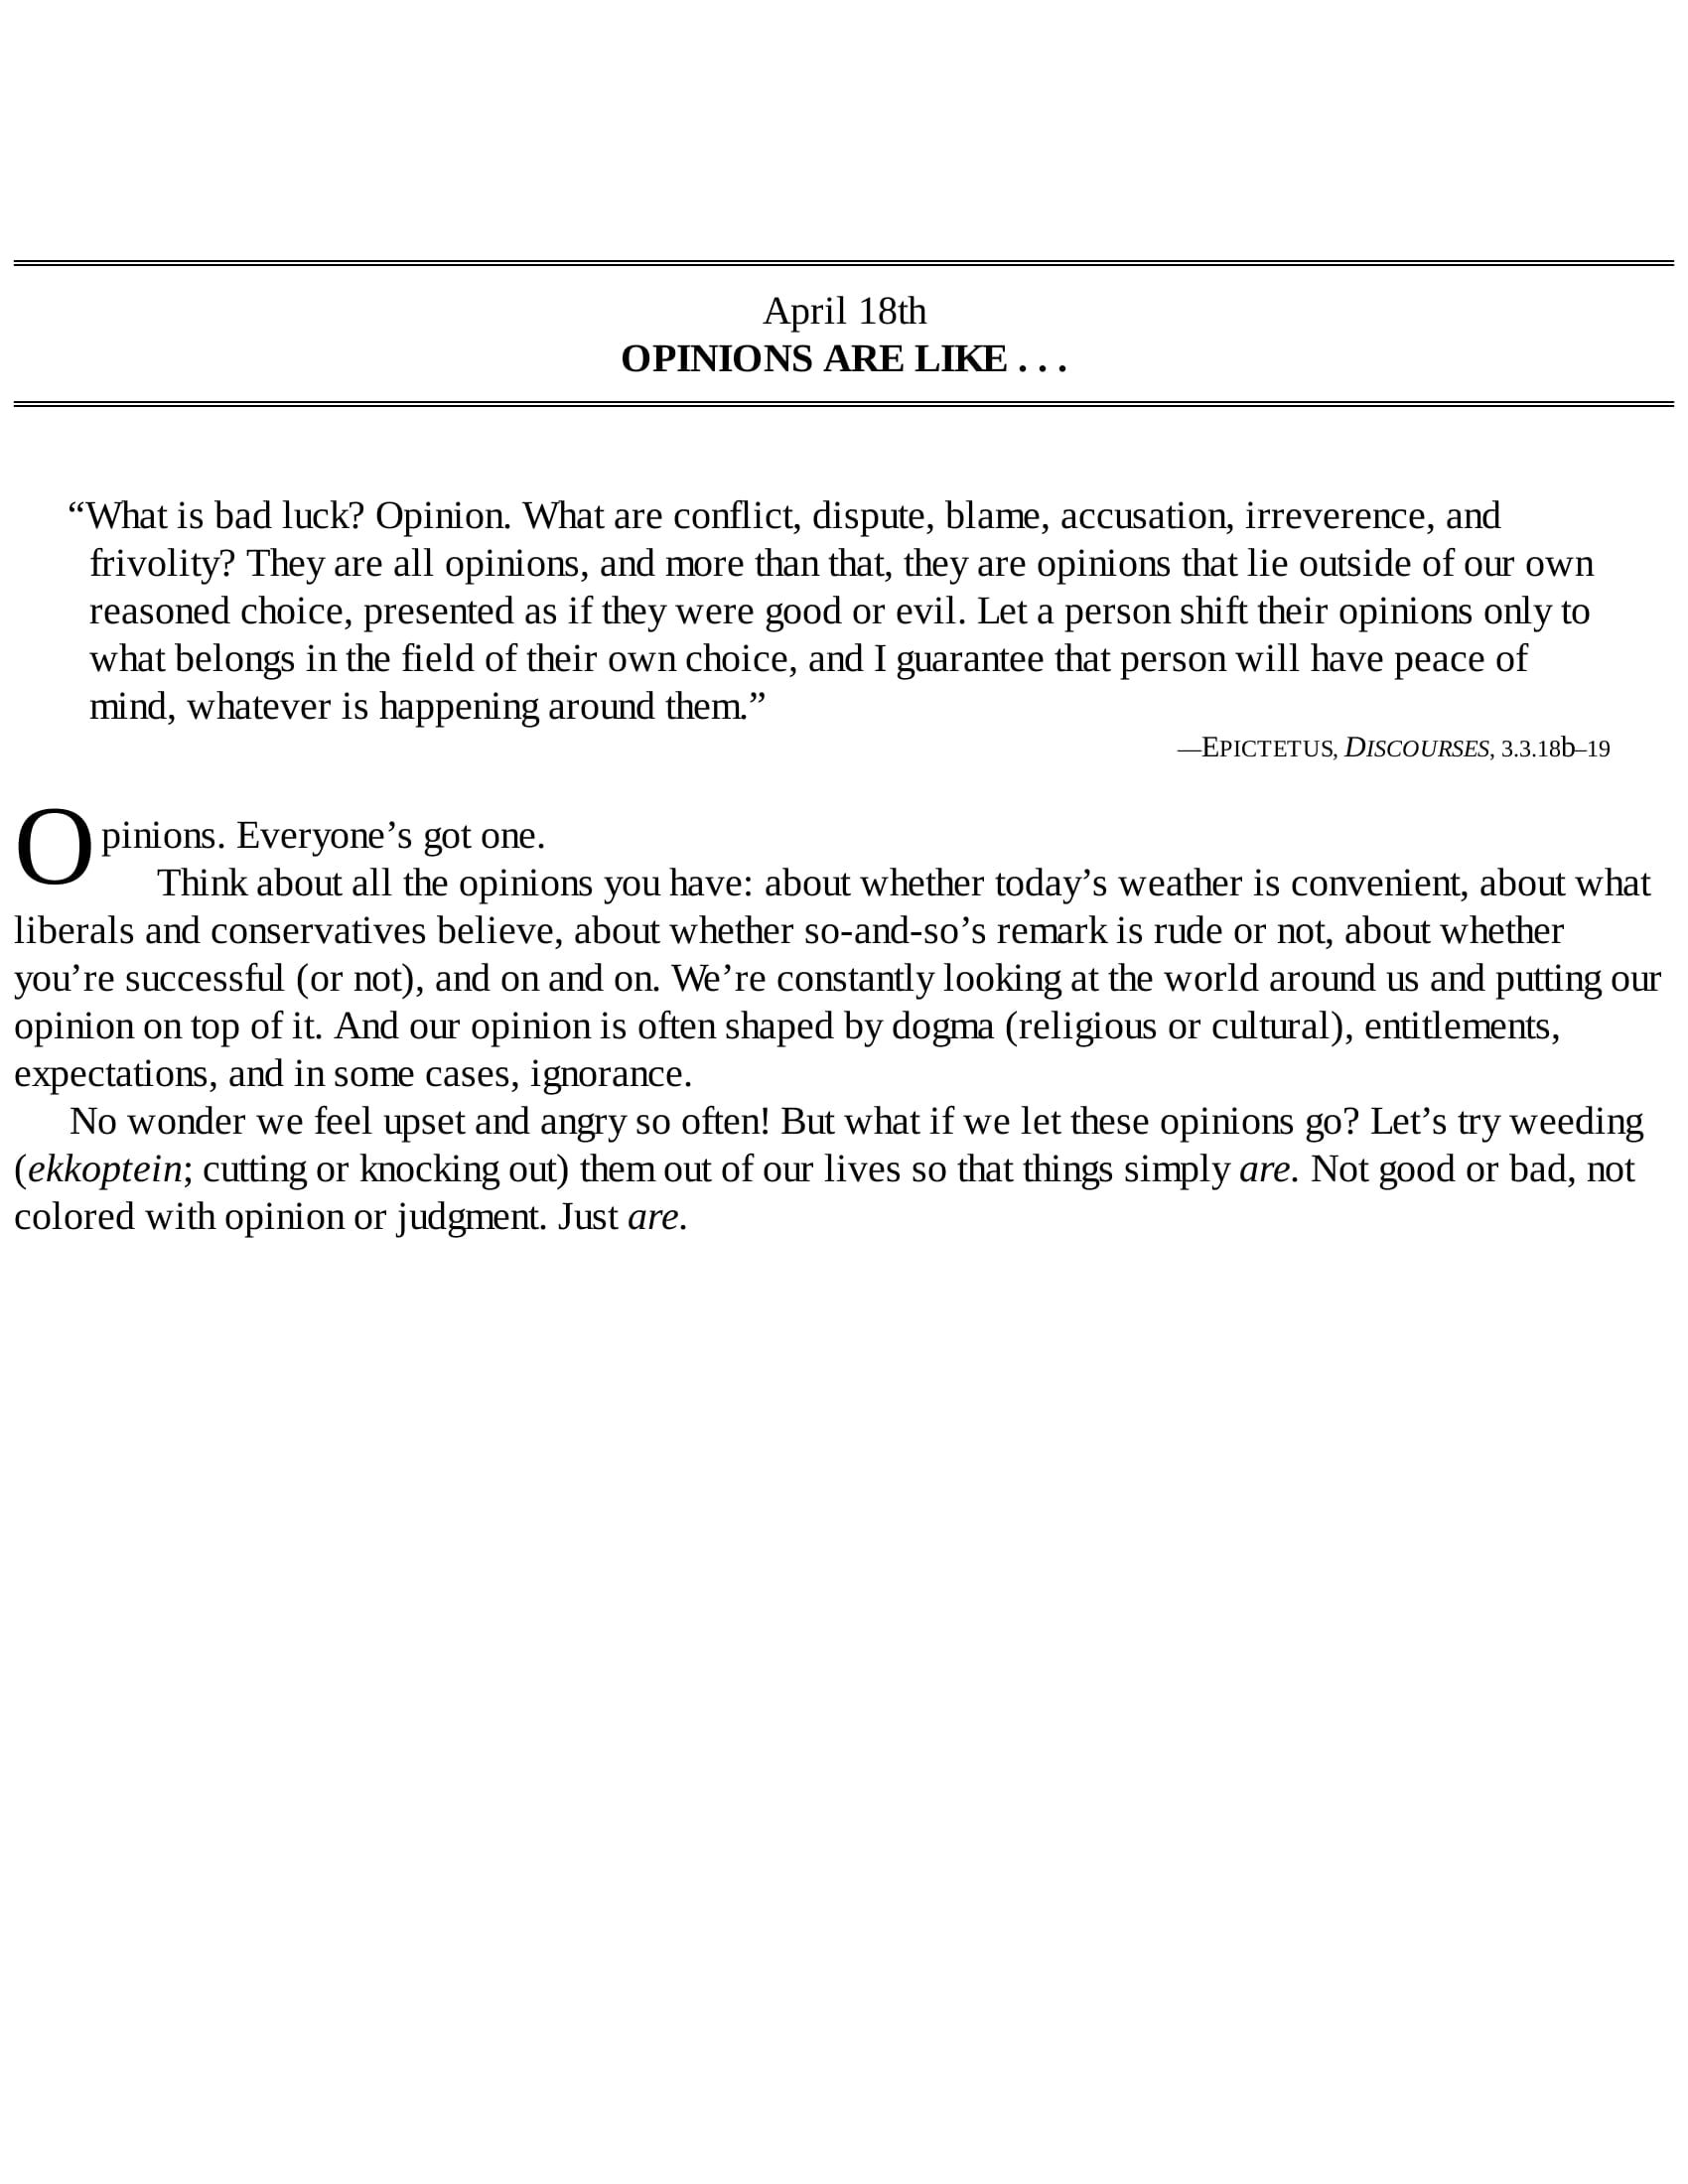 April 18th
OPINIONS ARE LIKE . . .
“What is bad luck? Opinion. What are conflict, dispute, blame, accusation, irreverence, and
frivolity? They are all opinions, and more than that, they are opinions that lie outside of our own
reasoned choice, presented as if they were good or evil. Let a person shift their opinions only to
what belongs in the field of their own choice, and I guarantee that person will have peace of
mind, whatever is happening around them.”
—EPICTETUS, DISCOURSES, 3.3.18b–19
Opinions. Everyone’s got one.
Think about all the opinions you have: about whether today’s weather is convenient, about what
liberals and conservatives believe, about whether so-and-so’s remark is rude or not, about whether
you’re successful (or not), and on and on. We’re constantly looking at the world around us and putting our
opinion on top of it. And our opinion is often shaped by dogma (religious or cultural), entitlements,
expectations, and in some cases, ignorance.
No wonder we feel upset and angry so often! But what if we let these opinions go? Let’s try weeding
(ekkoptein; cutting or knocking out) them out of our lives so that things simply are. Not good or bad, not
colored with opinion or judgment. Just are.